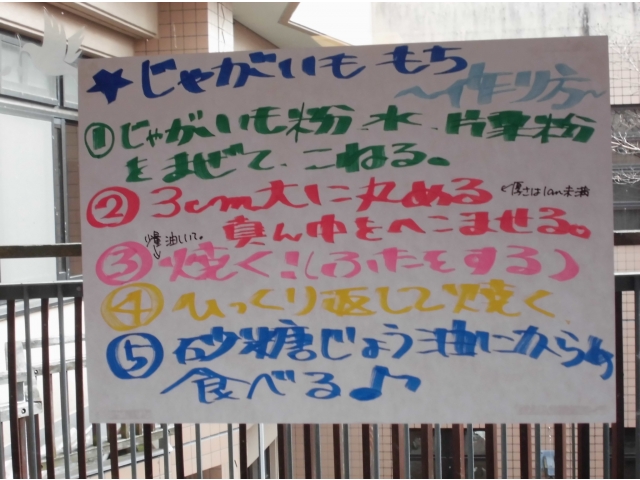 ★じゃがいももち
～作り方～
①じゃがいも粉、水、片栗粉
をまぜて、こねる。
②3cm大に丸める
厚さは1cm未満
真ん中をへこませる。
少量油しいて。
③焼く!(ふたをする)
④ひっくり返して焼く
⑤砂糖じょう油にからめ
食べる♪